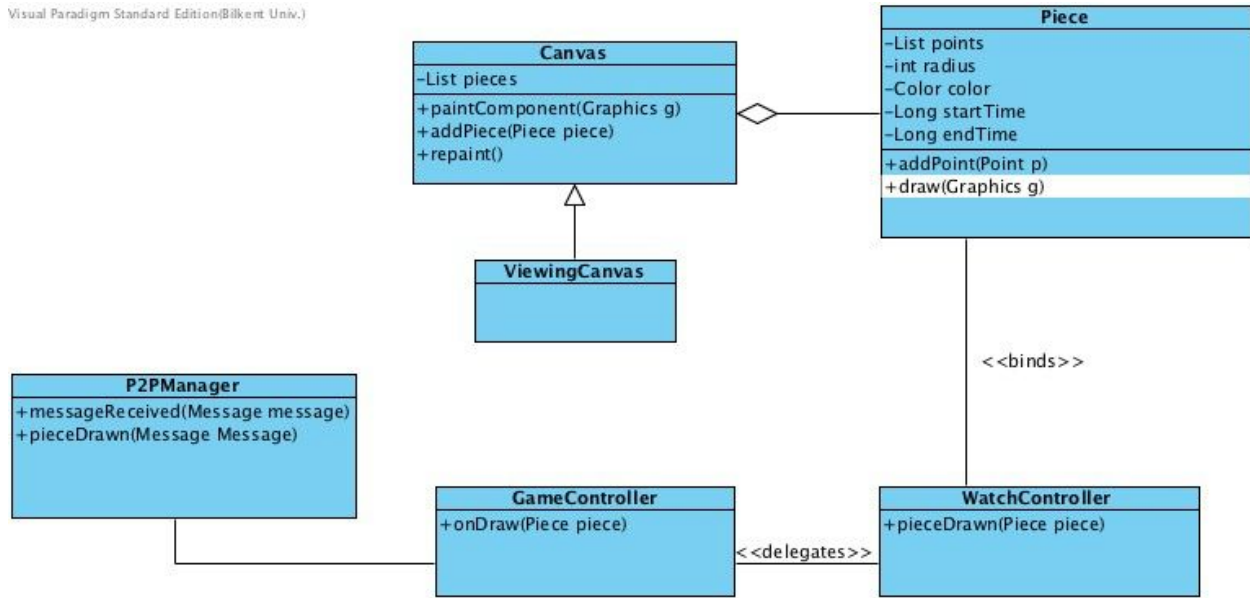 Visual Paradigm Standard Edition(Bilkent Univ.)
Canvas
-List pieces
+paintComponent(Graphics g)
+addPiece(Piece piece)
+repaint()
Piece
-List points
-int radius
-Color color
-Long startTime
-Long endTime
+addPoint(Point p)
+draw(Graphics g)
ViewingCanvas
<<binds>>
P2PManager
+messageReceived(Message message)
+pieceDrawn(Message Message)
GameController
+onDraw(Piece piece)
<<delegates>>
WatchController
+pieceDrawn(Piece piece)